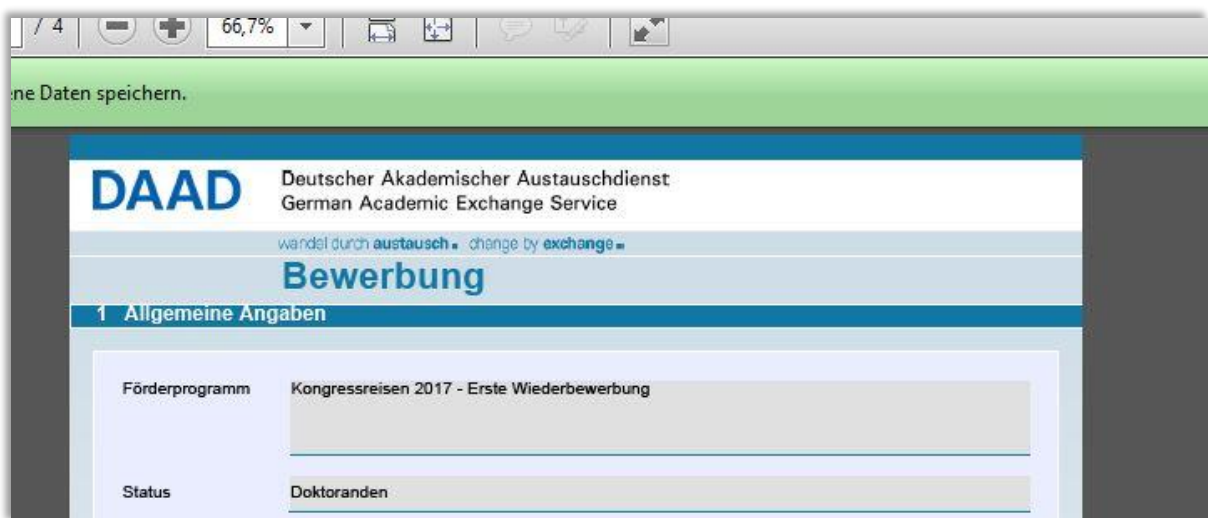 / 4
66,7%
ne Daten speichern.
DAAD
Deutscher Akademischer Austauschdienst
German Academic Exchange Service
wandel durch austausch. change by exchange.
Bewerbung
1 Allgemeine Angaben
Förderprogramm Kongressreisen 2017 - Erste Wiederbewerbung
Status Doktoranden